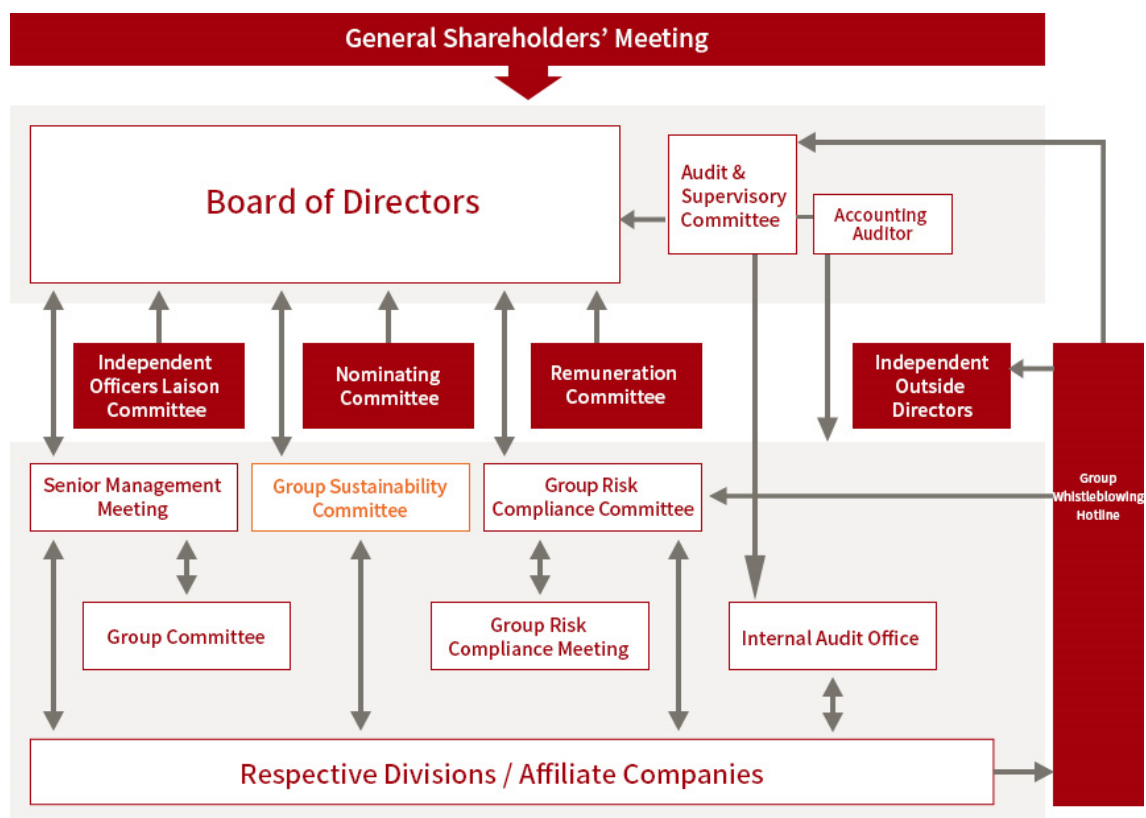 General Shareholders’ Meeting
Board of Directors
Audit &
Supervisory
Committee
Accounting
Auditor
Independent
Officers Laison
Committee
Nominating
Committee
Remuneration
Committee
Independent
Outside
Directors
Senior Management
Meeting
Group Sustainability
Committee
Group Risk
Compliance Committee
Group
Whistleblowing
Hotline
Group Committee
Group Risk
Compliance Meeting
Internal Audit Office
Respective Divisions / Affiliate Companies